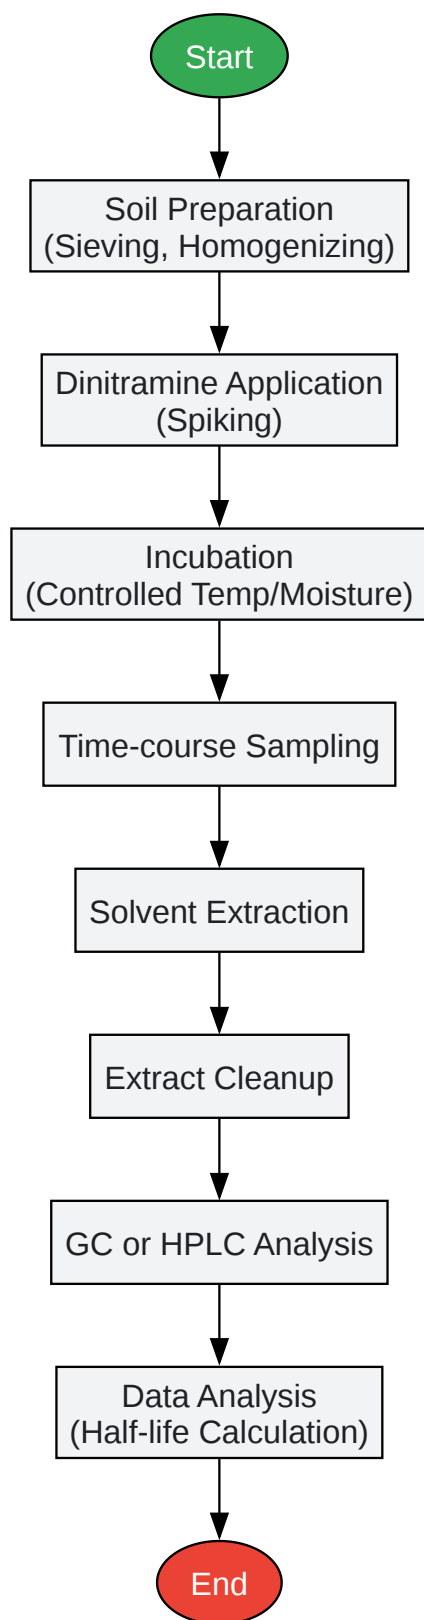 Start
Soil Preparation
(Sieving, Homogenizing)
Dinitramine Application
(Spiking)
Incubation
(Controlled Temp/Moisture)
Time-course Sampling
Solvent Extraction
Extract Cleanup
GC or HPLC Analysis
Data Analysis
(Half-life Calculation)
End